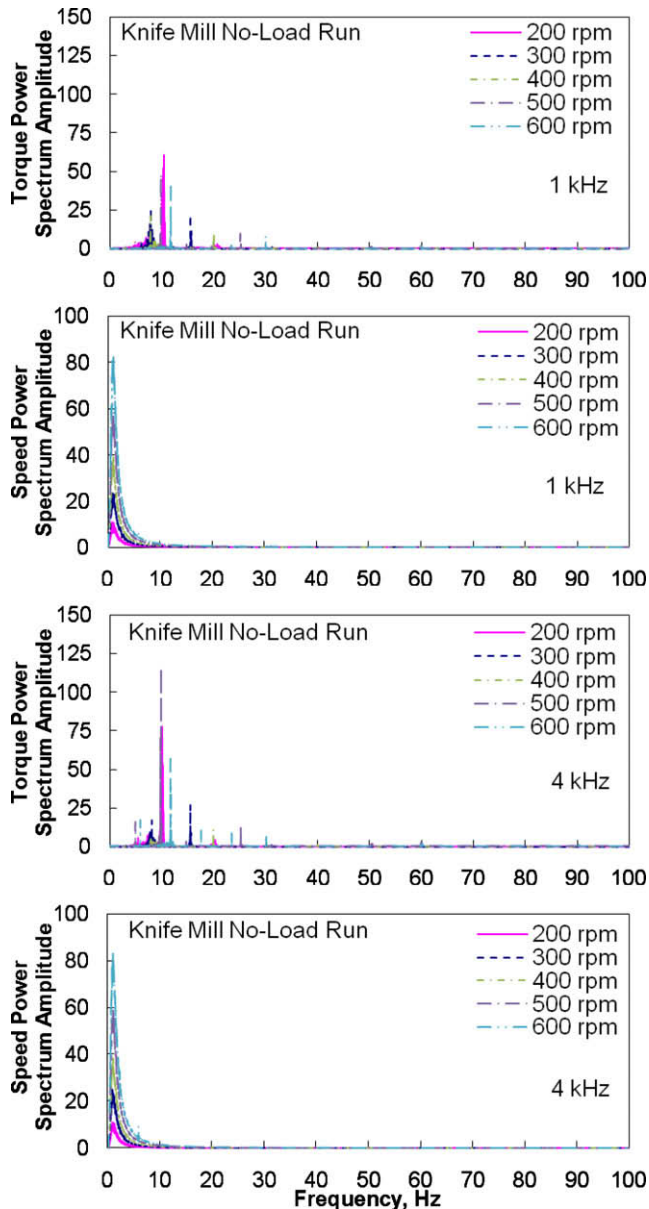 150
125
100
75
50
25
0
Torque Power
Spectrum Amplitude
Knife Mill No-Load Run
200 rpm
300 rpm
400 rpm
500 rpm
600 rpm
1 kHz
0 10 20 30 40 50 60 70 80 90 100
100
80
60
40
20
0
Speed Power
Spectrum Amplitude
Knife Mill No-Load Run
200 rpm
300 rpm
400 rpm
500 rpm
600 rpm
1 kHz
0 10 20 30 40 50 60 70 80 90 100
150
125
100
75
50
25
0
Torque Power
Spectrum Amplitude
Knife Mill No-Load Run
200 rpm
300 rpm
400 rpm
500 rpm
600 rpm
4 kHz
0 10 20 30 40 50 60 70 80 90 100
100
80
60
40
20
0
Speed Power
Spectrum Amplitude
Knife Mill No-Load Run
200 rpm
300 rpm
400 rpm
500 rpm
600 rpm
4 kHz
0 10 20 30 40 50 60 70 80 90 100
Frequency, Hz